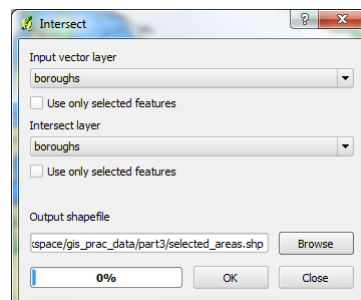 Intersect
Input vector layer
boroughs
Use only selected features
Intersect layer
boroughs
Use only selected features
Output shapefile
:space/gis_prac_data/part3/selected_areas.shp Browse
0% OK Close